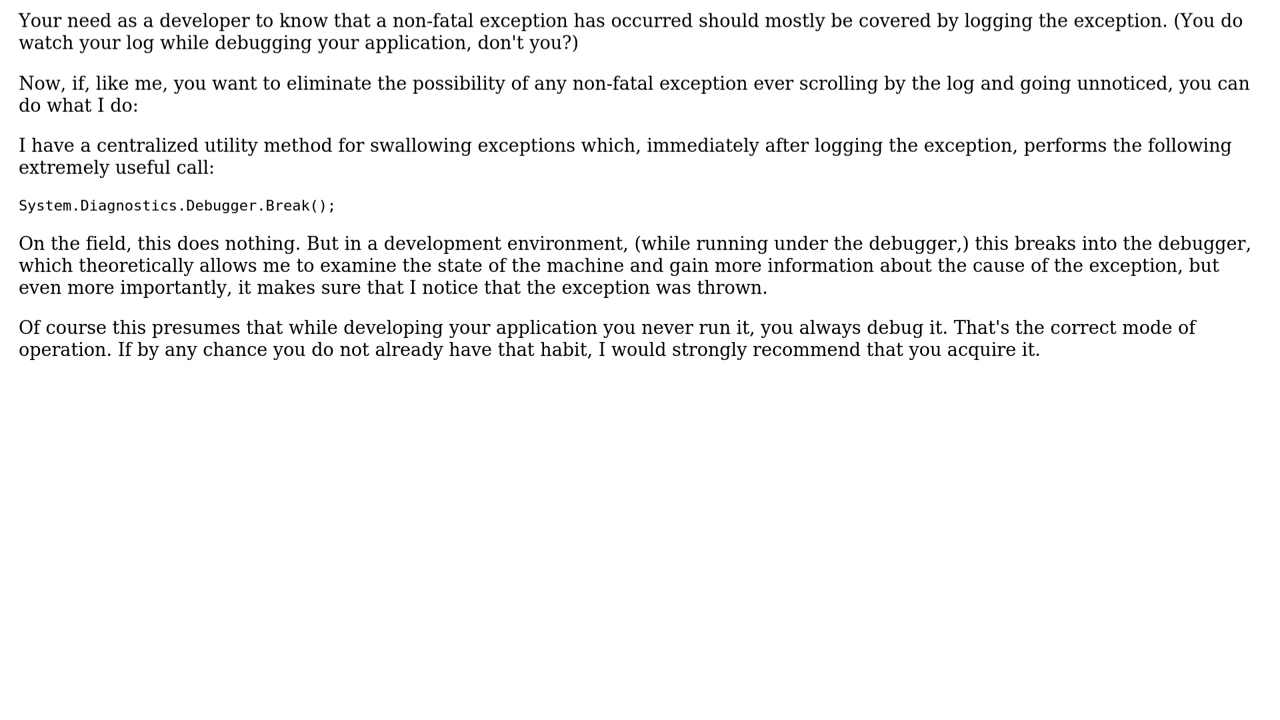 Your need as a developer to know that a non-fatal exception has occurred should mostly be covered by logging the exception. (You do
watch your log while debugging your application, don't you?)
Now, if, like me, you want to eliminate the possibility of any non-fatal exception ever scrolling by the log and going unnoticed, you can
do what I do:
I have a centralized utility method for swallowing exceptions which, immediately after logging the exception, performs the following
extremely useful call:
System.Diagnostics.Debugger.Break();
On the field, this does nothing. But in a development environment, (while running under the debugger,) this breaks into the debugger,
which theoretically allows me to examine the state of the machine and gain more information about the cause of the exception, but
even more importantly, it makes sure that I notice that the exception was thrown.
Of course this presumes that while developing your application you never run it, you always debug it. That's the correct mode of
operation. If by any chance you do not already have that habit, I would strongly recommend that you acquire it.